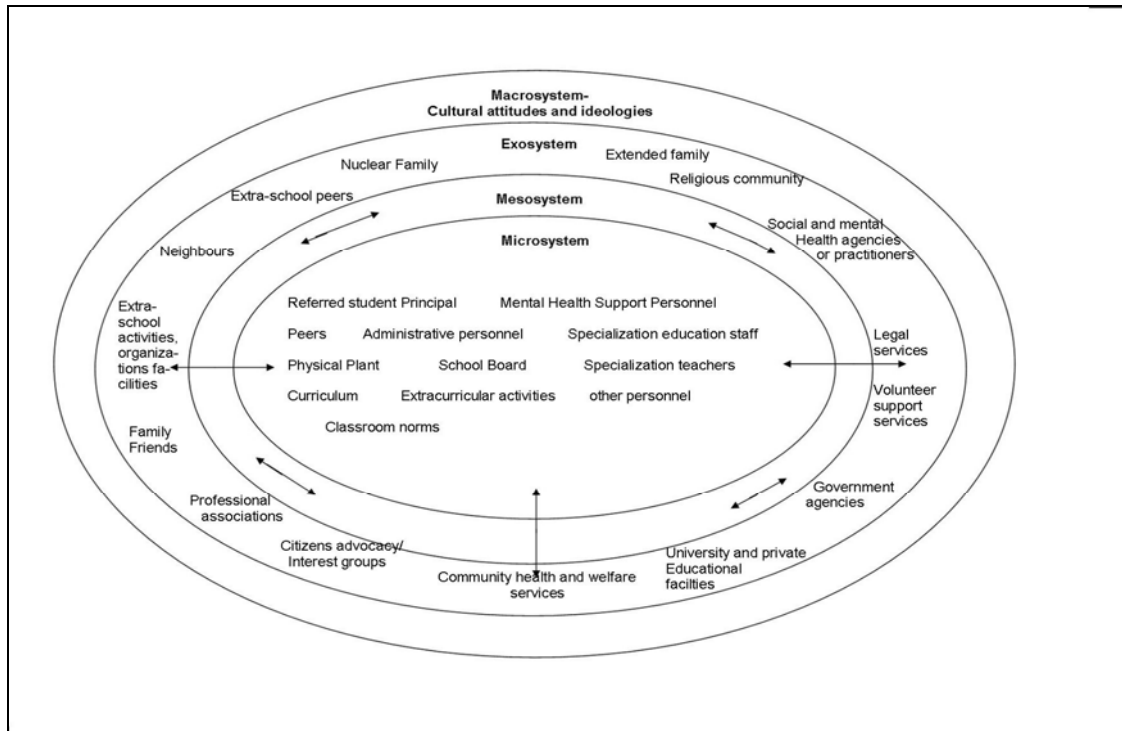 Macrosystem-
Cultural attitudes and ideologies
Exosystem
Extended family
Nuclear Family
Religious community
Extra-school peers
Mesosystem
Social and mental
Health agencies
or practitioners
Neighbours
Microsystem
Referred student Principal
Mental Health Support Personnel
Extra-
school
activities,
organiza-
tions fa-
cilities
Peers
Administrative personnel
Specialization education staff
Legal
services
Physical Plant
School Board
Specialization teachers
Curriculum
Extracurricular activities
other personnel
Volunteer
support
services
Classroom norms
Family
Friends
Professional
associations
Government
agencies
Citizens advocacy/
Interest groups
University and private
Educational
facilties
Community health and welfare
services